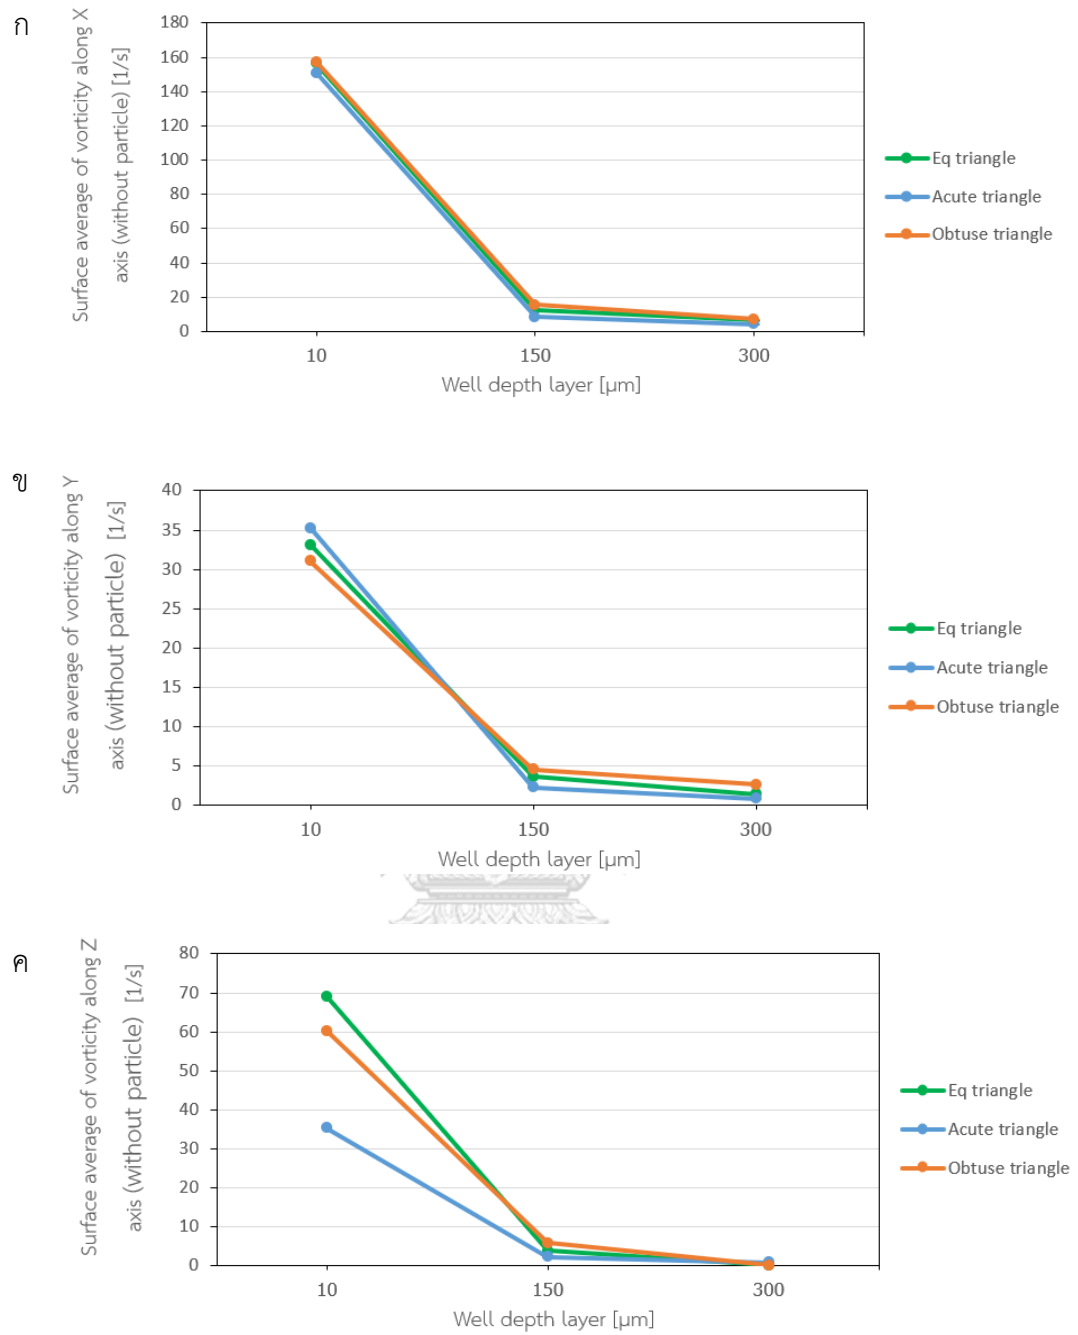 ก
Surface average of vorticity along X
axis (without particle) [1/s]
180
160
140
120
100
80
60
40
20
0
10 150 300
Well depth layer [µm]
Eq triangle
Acute triangle
Obtuse triangle
ข
Surface average of vorticity along Y
axis (without particle) [1/s]
40
35
30
25
20
15
10
5
0
10 150 300
Well depth layer [µm]
Eq triangle
Acute triangle
Obtuse triangle
ค
Surface average of vorticity along Z
axis (without particle) [1/s]
80
70
60
50
40
30
20
10
0
10 150 300
Well depth layer [µm]
Eq triangle
Acute triangle
Obtuse triangle